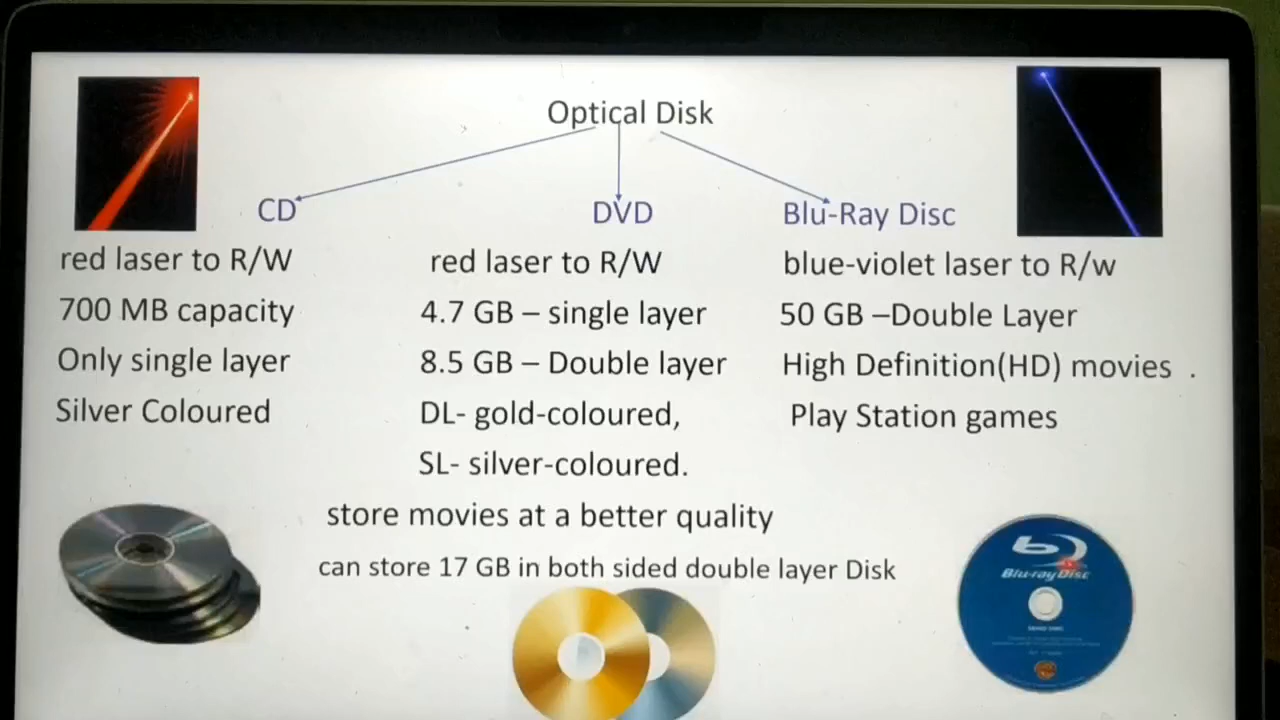 Optical Disk
CD
red laser to R/W
700 MB capacity
Only single layer
Silver Coloured
DVD
red laser to R/W
4.7 GB – single layer
8.5 GB – Double layer
DL- gold-coloured,
SL- silver-coloured.
store movies at a better quality
can store 17 GB in both sided double layer Disk
Blu-Ray Disc
blue-violet laser to R/w
50 GB –Double Layer
High Definition(HD) movies .
Play Station games
Blu-ray Disc